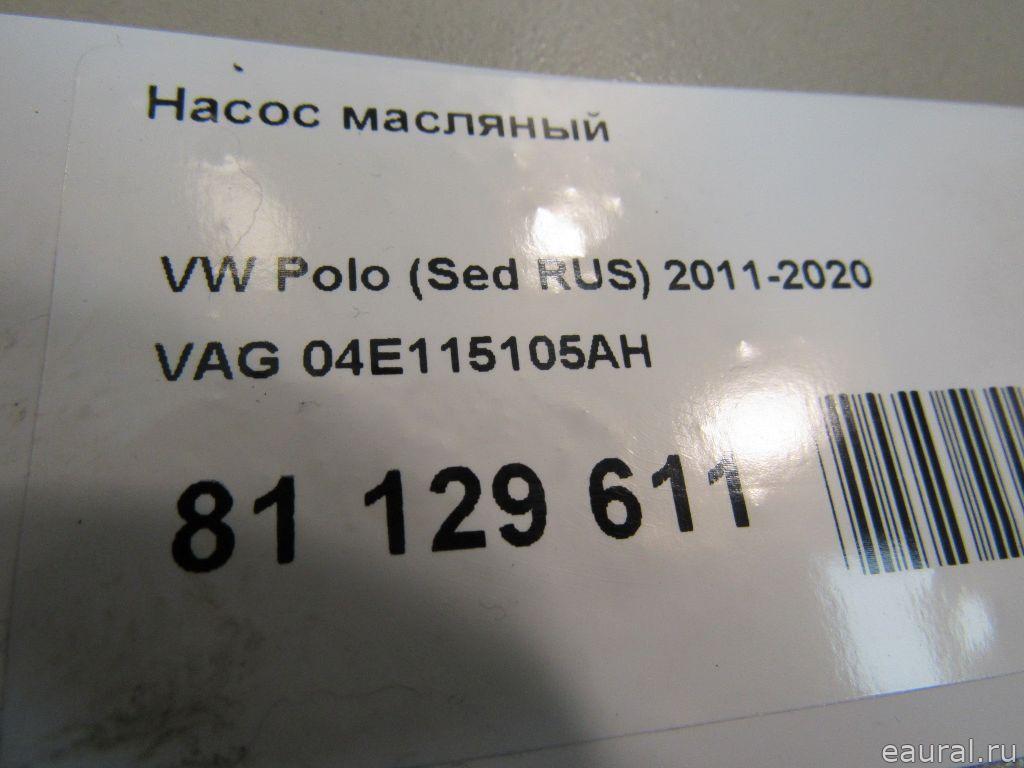 Насос масляный
VW Polo (Sed RUS) 2011-2020
VAG 04E115105AH
81 129 611
eaural.ru